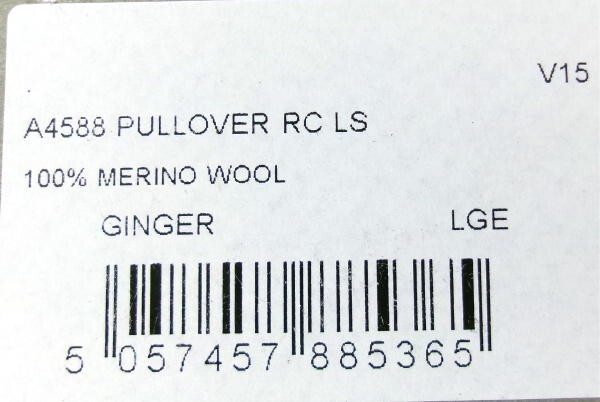 V15
A4588 PULLOVER RC LS
100% MERINO WOOL
GINGER LGE
5 057457 885365